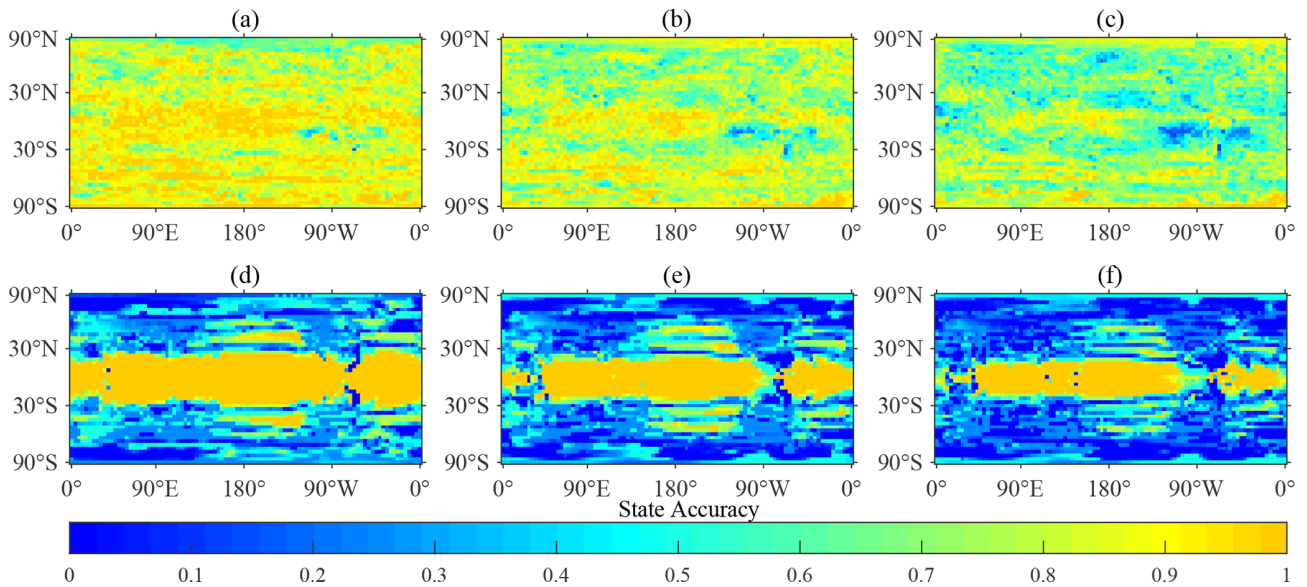 (a) (b) (c)
90°N 90°N 90°N
30°N 30°N 30°N
30°S 30°S 30°S
90°S 90°S 90°S
0° 90°E 180° 90°W 0° 0° 90°E 180° 90°W 0° 0° 90°E 180° 90°W 0°
(d) (e) (f)
90°N 90°N 90°N
30°N 30°N 30°N
30°S 30°S 30°S
90°S 90°S 90°S
0° 90°E 180° 90°W 0° 0° 90°E 180° 90°W 0° 0° 90°E 180° 90°W 0°
State Accuracy
0 0.1 0.2 0.3 0.4 0.5 0.6 0.7 0.8 0.9 1